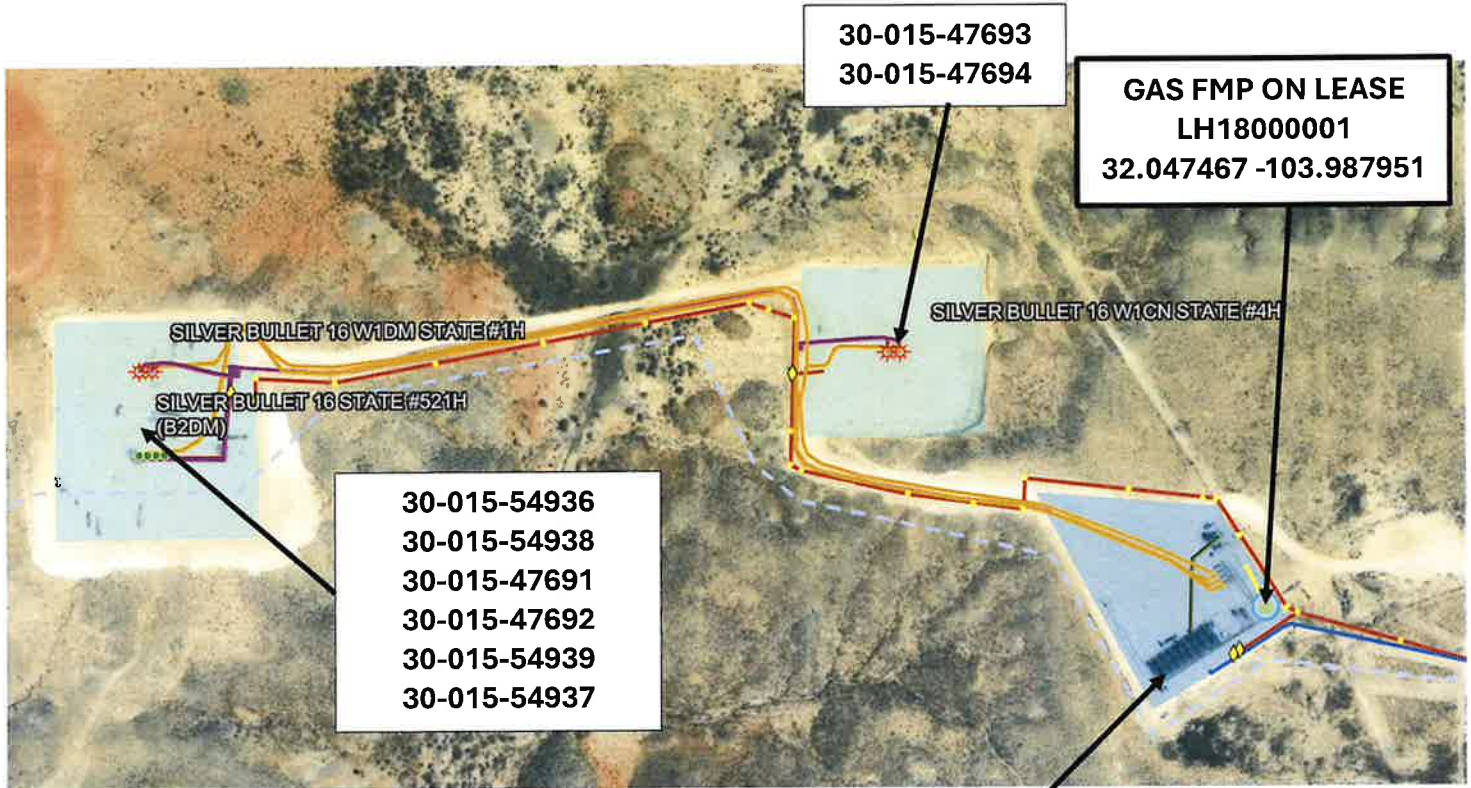 30-015-47693
30-015-47694
GAS FMP ON LEASE
LH18000001
32.047467 -103.987951
SILVER BULLET 16 W1CN STATE #4H
SILVER BULLET 16 W1DM STATE #1H
SILVER BULLET 16 STATE #521H
(B2DM)
30-015-54936
30-015-54938
30-015-47691
30-015-47692
30-015-54939
30-015-54937